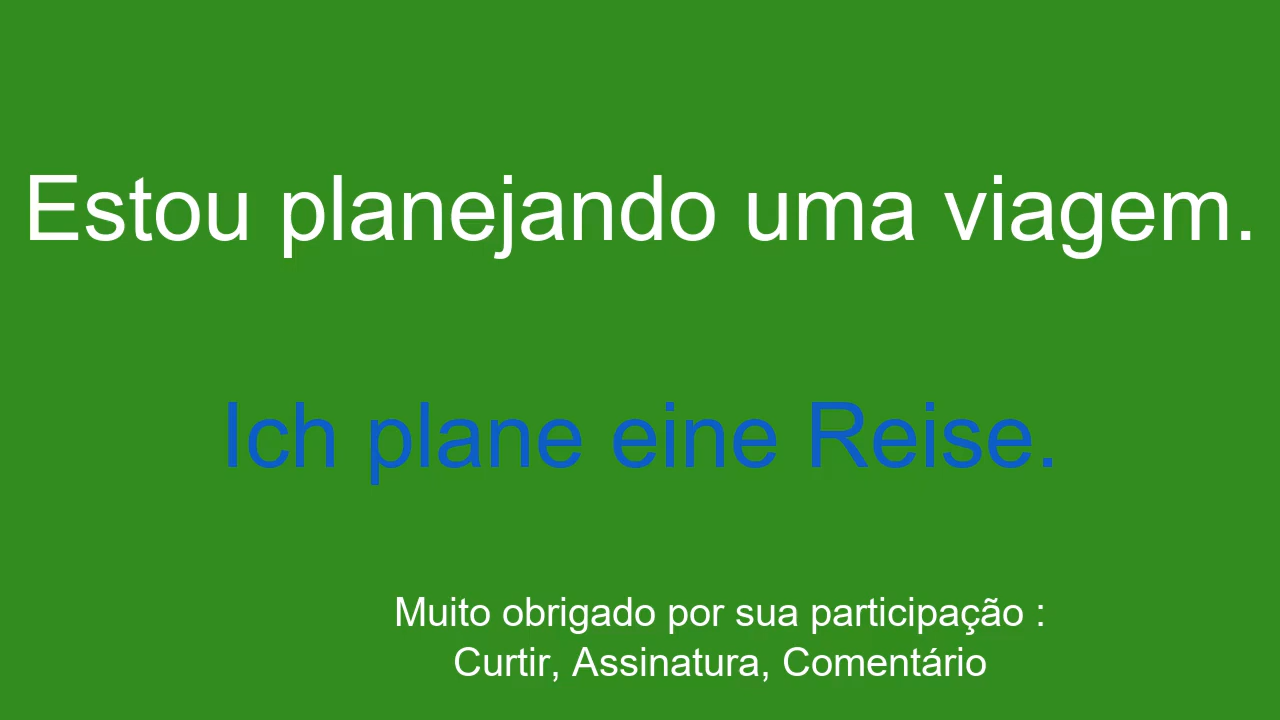 Estou planejando uma viagem.
Ich plane eine Reise.
Muito obrigado por sua participação :
Curtir, Assinatura, Comentário